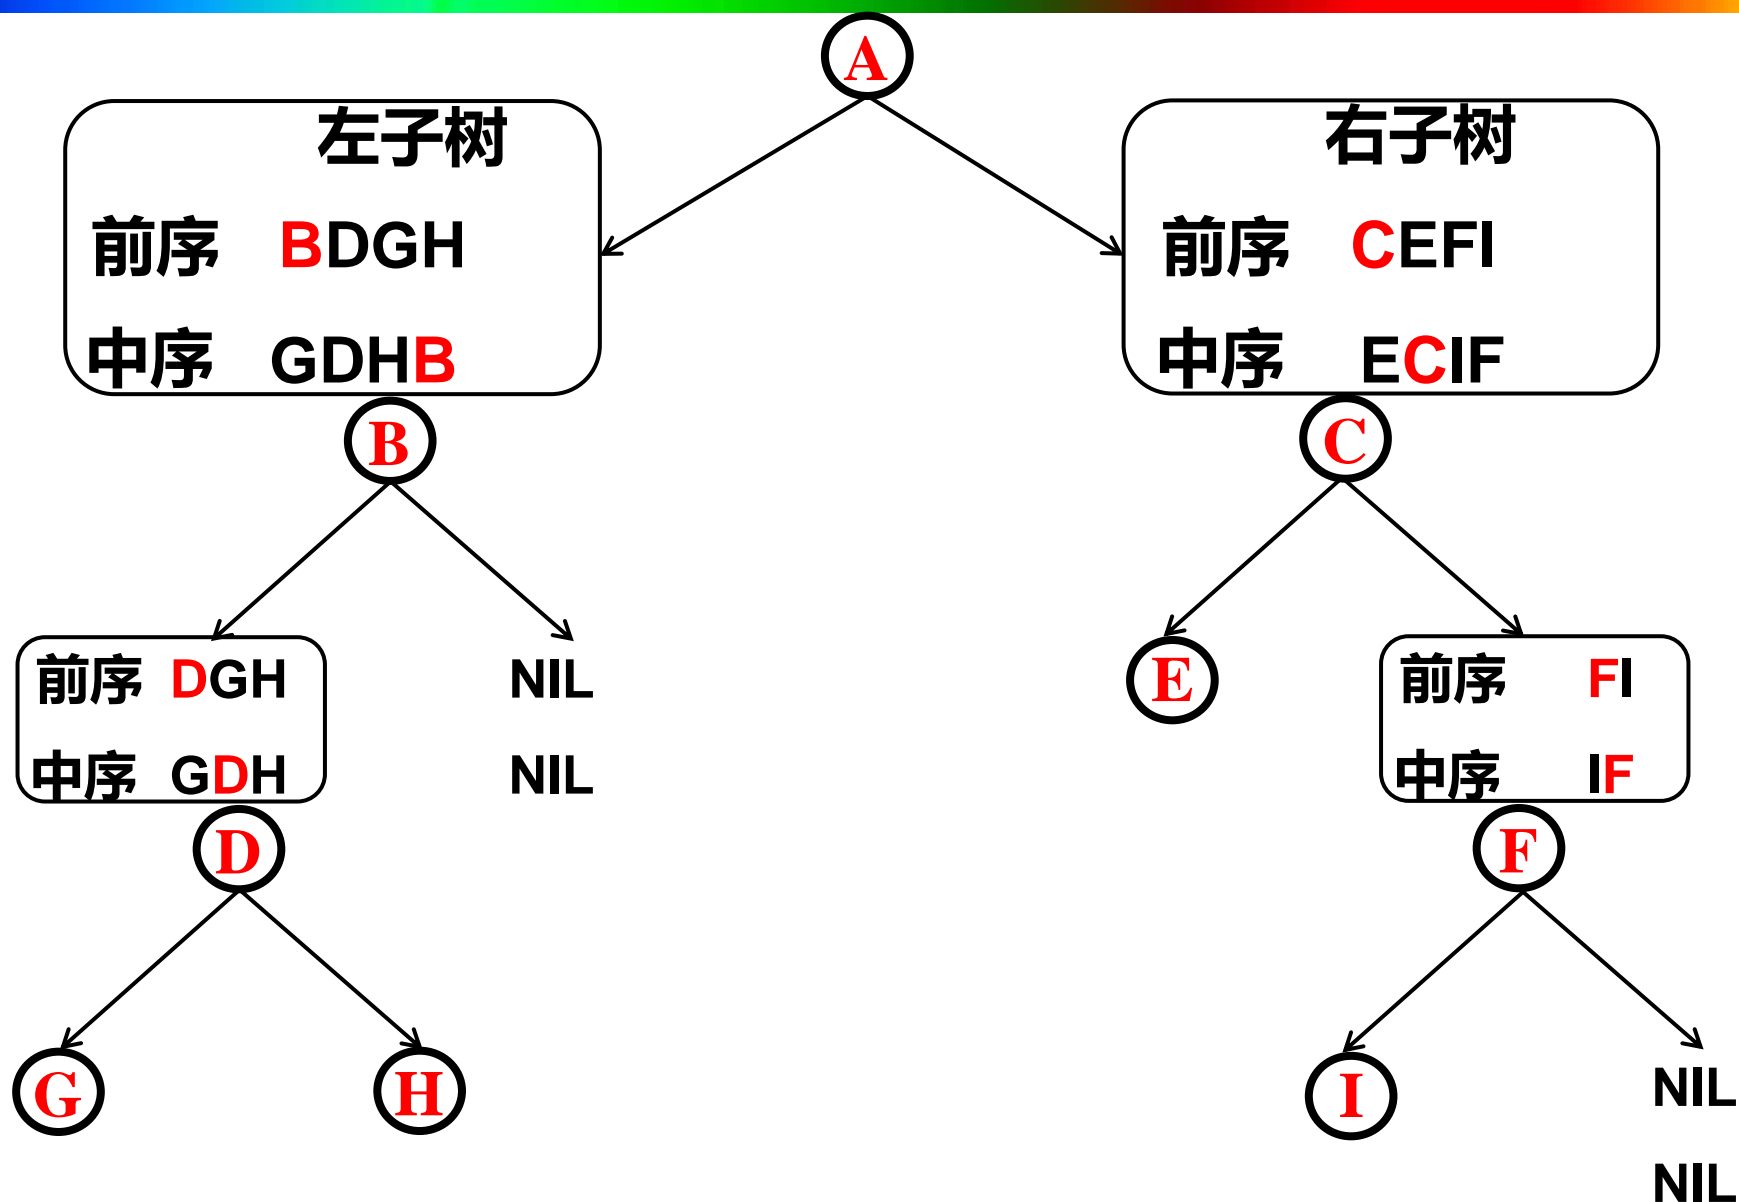 A
左子树
前序 BDGH
中序 GDHB
右子树
前序 CEFI
中序 ECIF
B
C
前序 DGH
中序 GDH
NIL
NIL
E
前序 FI
中序 IF
D
F
G
H
I
NIL
NIL